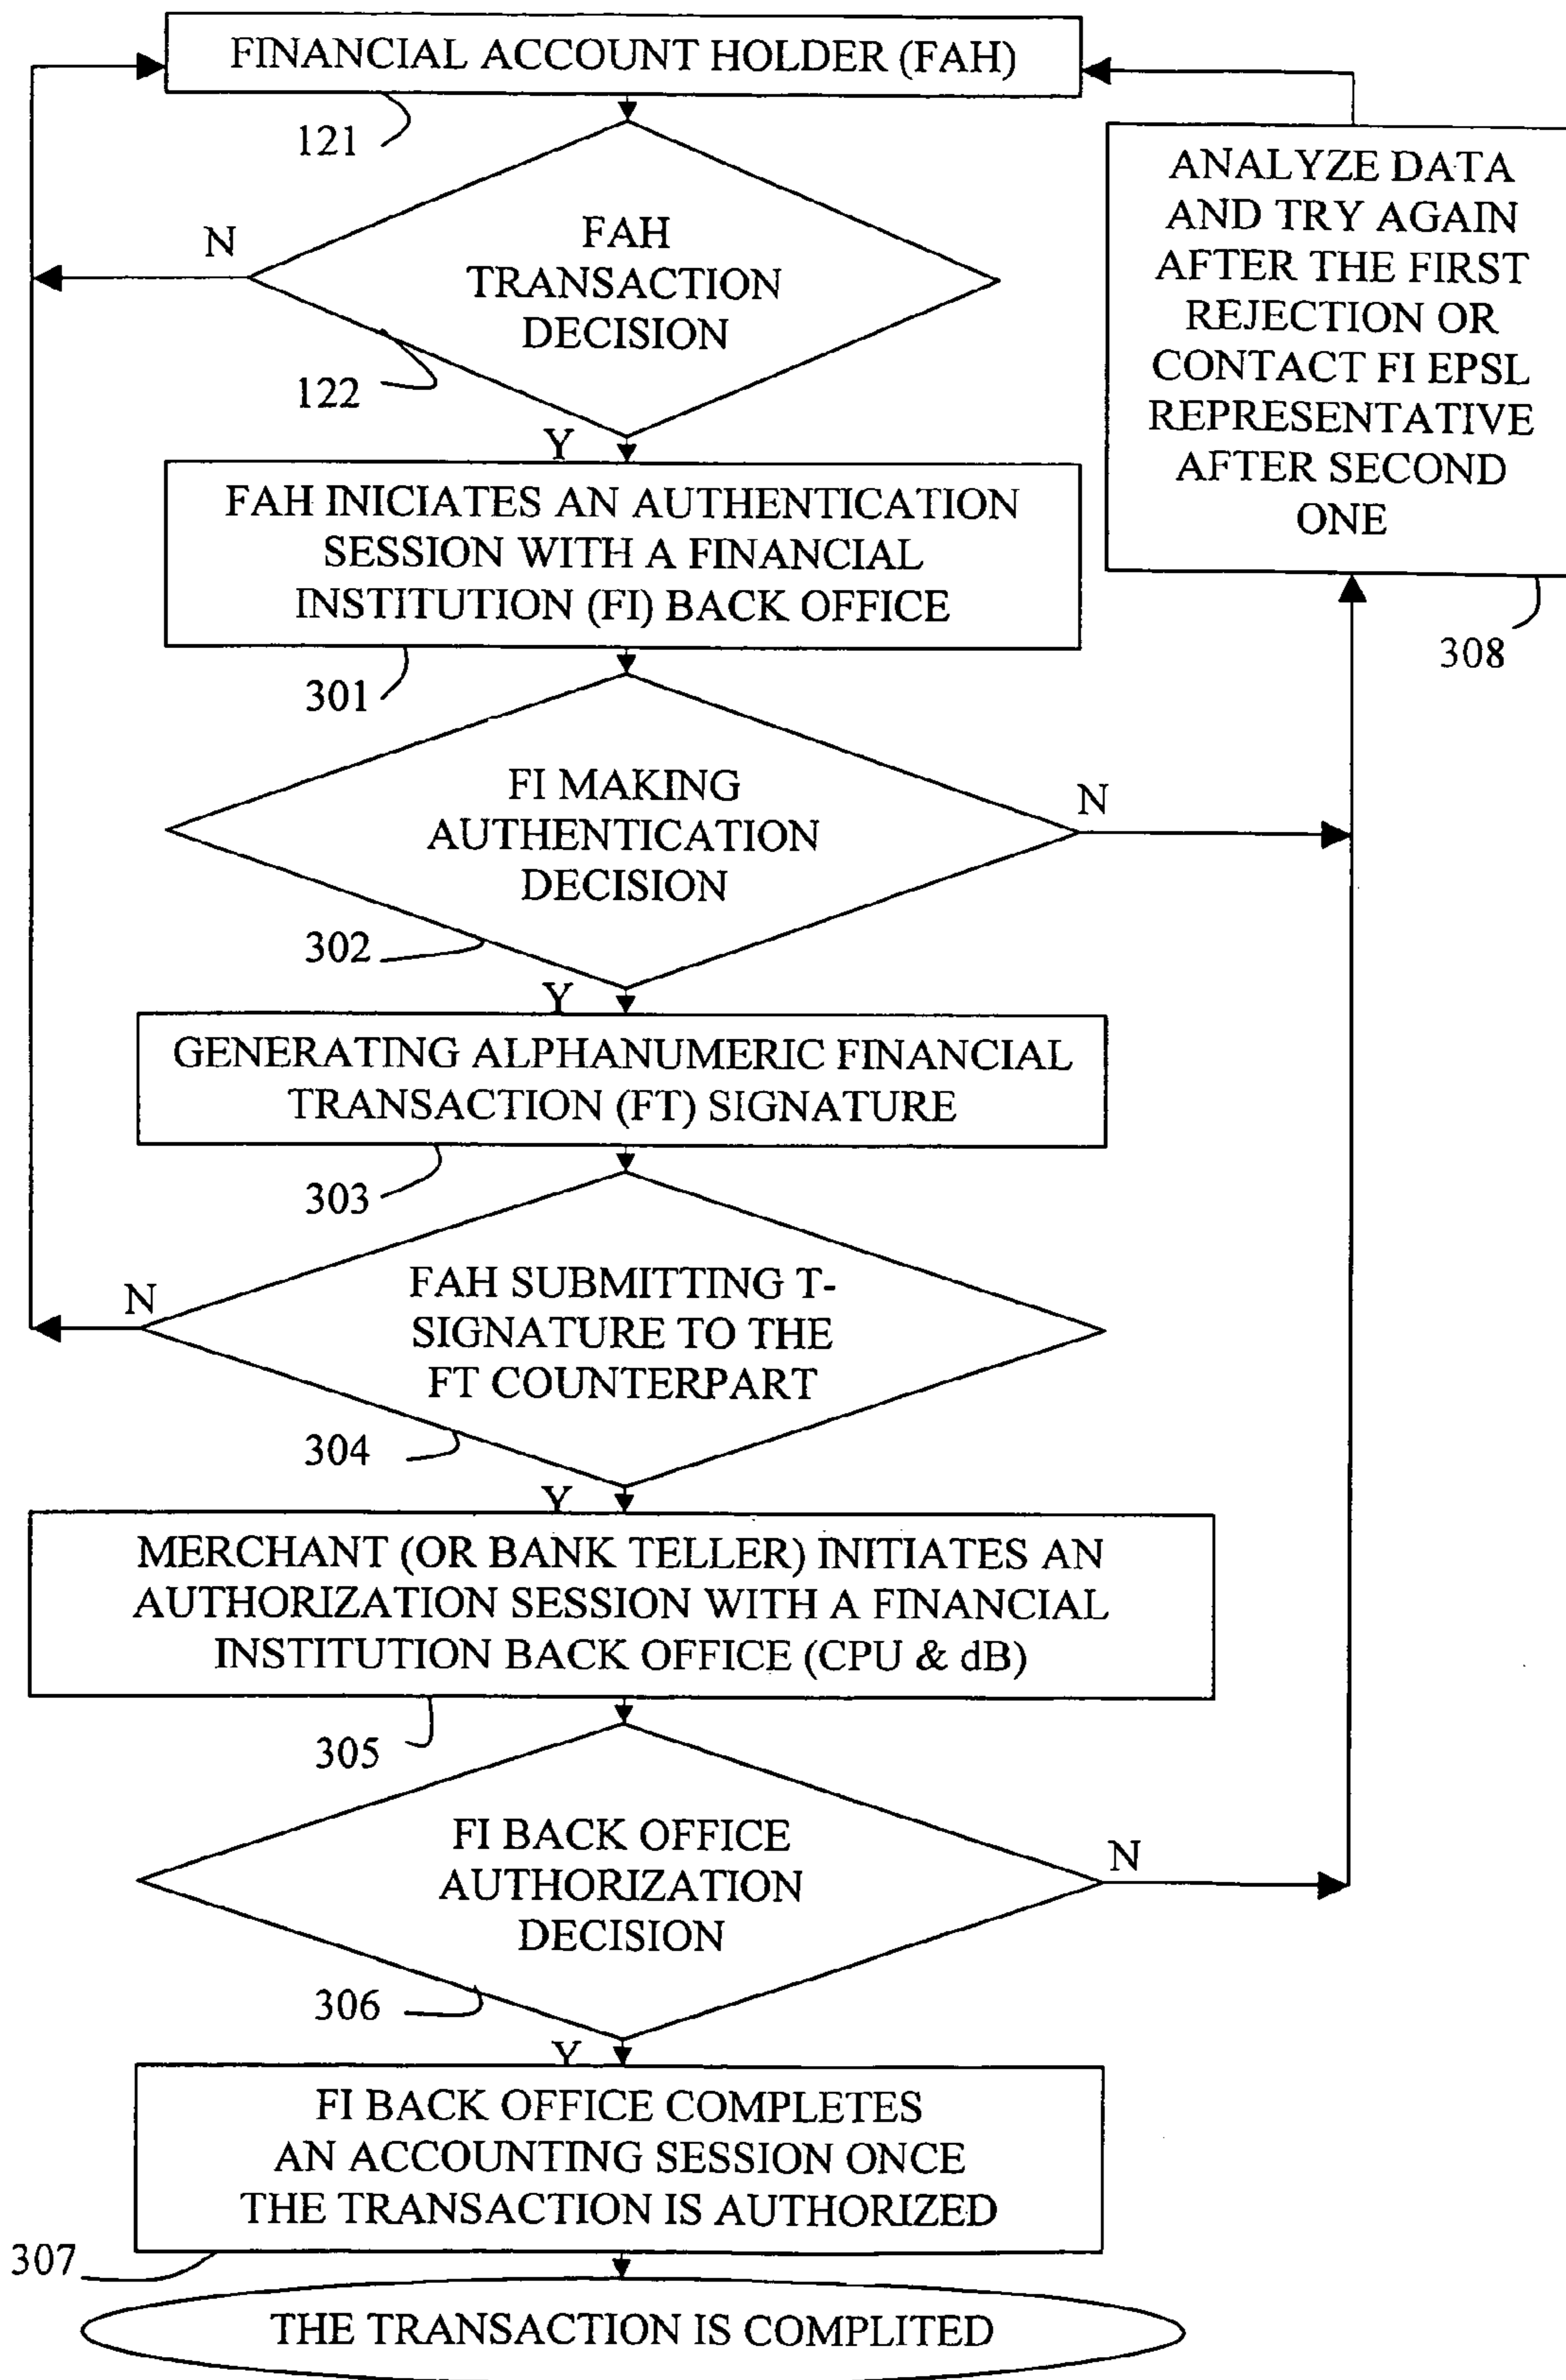 FINANCIAL ACCOUNT HOLDER (FAH)
121
FAH
TRANSACTION
DECISION
N
122
Y
FAH INICIATES AN AUTHENTICATION
SESSION WITH A FINANCIAL
INSTITUTION (FI) BACK OFFICE
301
FI MAKING
AUTHENTICATION
DECISION
N
302
Y
GENERATING ALPHANUMERIC FINANCIAL
TRANSACTION (FT) SIGNATURE
303
FAH SUBMITTING T-
SIGNATURE TO THE
FT COUNTERPART
N
304
Y
MERCHANT (OR BANK TELLER) INITIATES AN
AUTHORIZATION SESSION WITH A FINANCIAL
INSTITUTION BACK OFFICE (CPU & dB)
305
FI BACK OFFICE
AUTHORIZATION
DECISION
N
306
Y
FI BACK OFFICE COMPLETES
AN ACCOUNTING SESSION ONCE
THE TRANSACTION IS AUTHORIZED
307
THE TRANSACTION IS COMPLITED
ANALYZE DATA
AND TRY AGAIN
AFTER THE FIRST
REJECTION OR
CONTACT FI EPSL
REPRESENTATIVE
AFTER SECOND
ONE
308